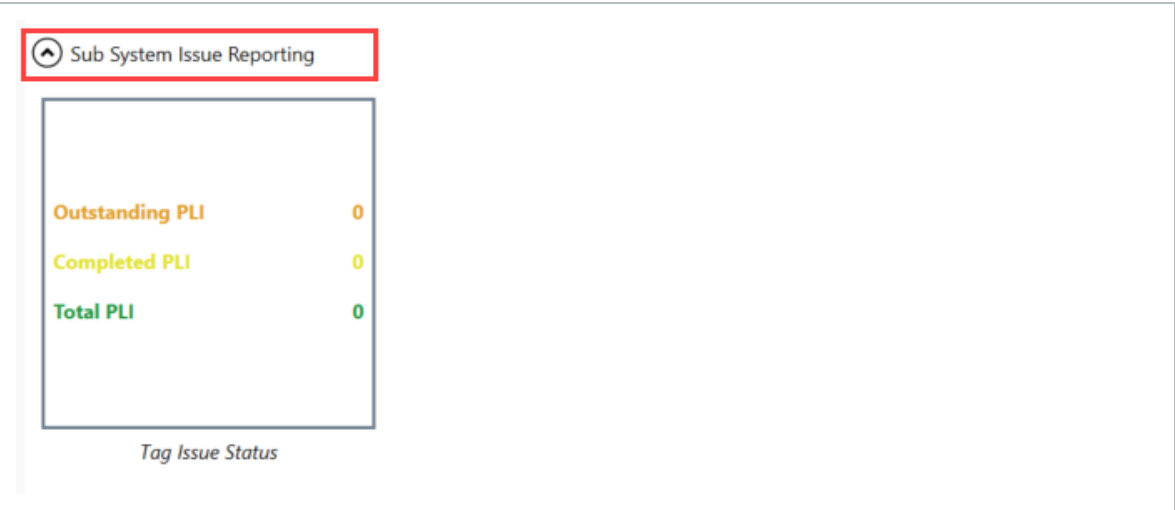 Sub System Issue Reporting
Outstanding PLI 0
Completed PLI 0
Total PLI 0
Tag Issue Status